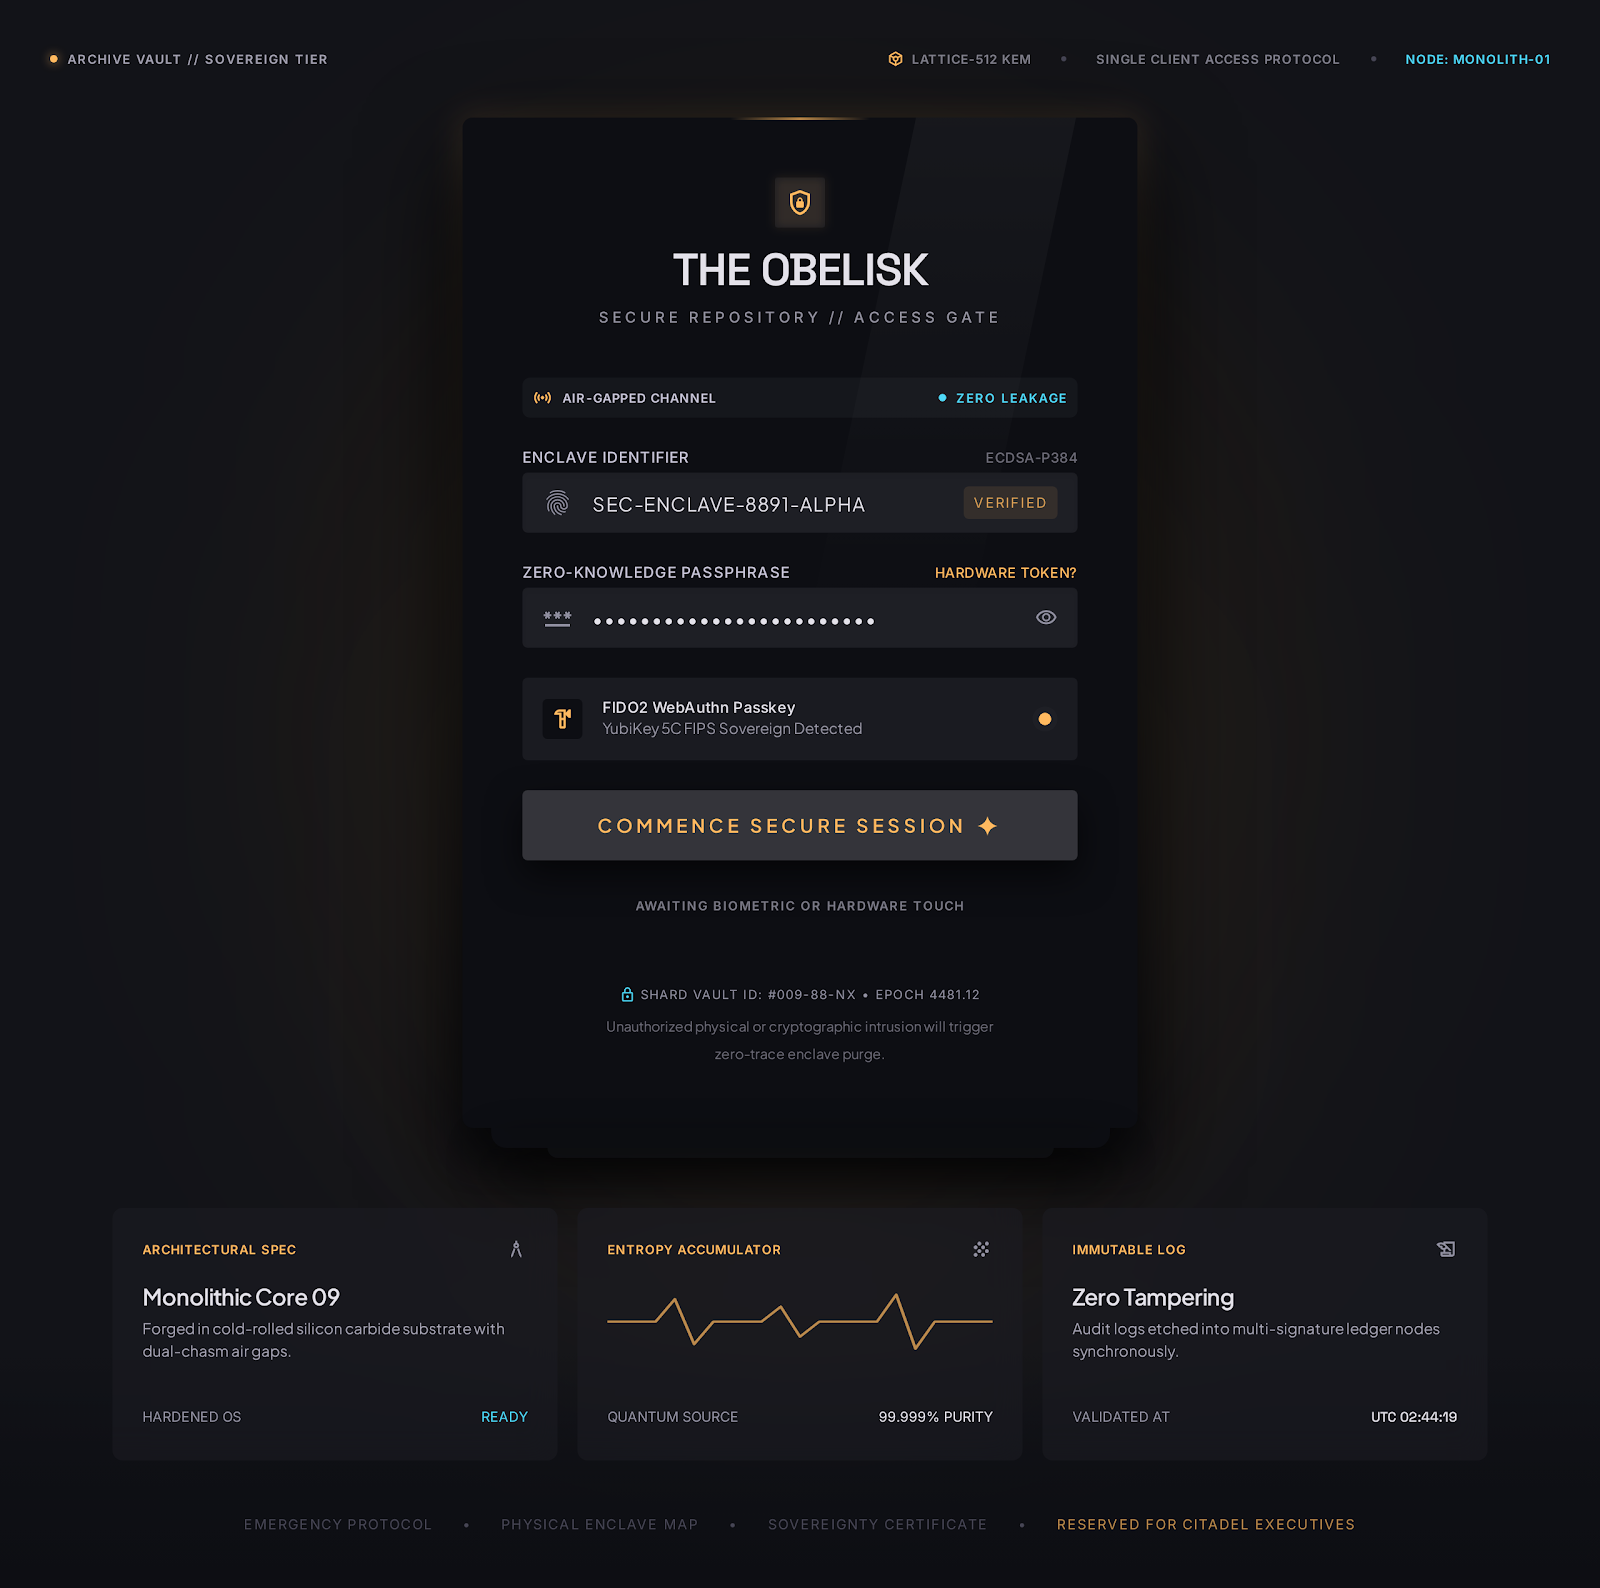 ARCHIVE VAULT // SOVEREIGN TIER
LATTICE-512 KEM • SINGLE CLIENT ACCESS PROTOCOL • NODE: MONOLITH-01
THE OBELISK
SECURE REPOSITORY // ACCESS GATE
AIR-GAPPED CHANNEL
ZERO LEAKAGE
ENCLAVE IDENTIFIER
ECDSA-P384
SEC-ENCLAVE-8891-ALPHA
VERIFIED
ZERO-KNOWLEDGE PASSPHRASE
HARDWARE TOKEN?
••••••••••••••••••••••••
FIDO2 WebAuthn Passkey
YubiKey 5C FIPS Sovereign Detected
COMMENCE SECURE SESSION
AWAITING BIOMETRIC OR HARDWARE TOUCH
SHARD VAULT ID: #009-88-NX • EPOCH 4481.12
Unauthorized physical or cryptographic intrusion will trigger
zero-trace enclave purge.
ARCHITECTURAL SPEC
Monolithic Core 09
Forged in cold-rolled silicon carbide substrate with
dual-chasm air gaps.
HARDENED OS
READY
ENTROPY ACCUMULATOR
QUANTUM SOURCE
99.999% PURITY
IMMUTABLE LOG
Zero Tampering
Audit logs etched into multi-signature ledger nodes
synchronously.
VALIDATED AT
UTC 02:44:19
EMERGENCY PROTOCOL • PHYSICAL ENCLAVE MAP • SOVEREIGNTY CERTIFICATE • RESERVED FOR CITADEL EXECUTIVES